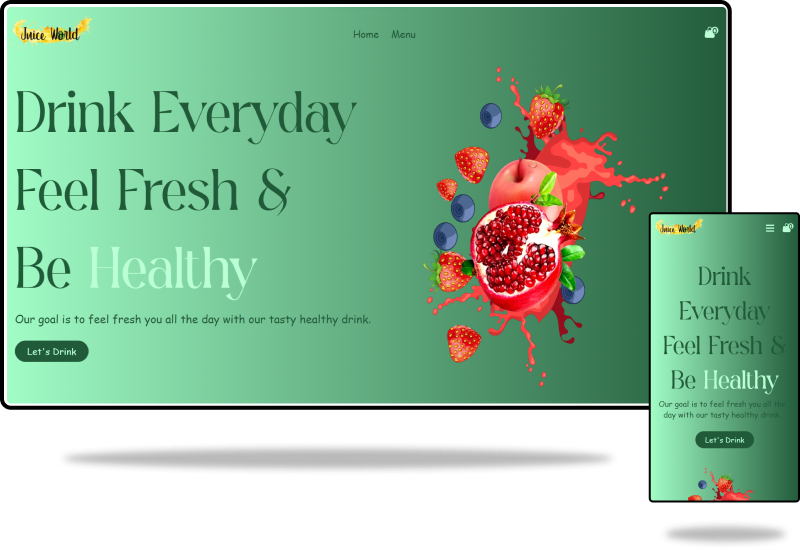 Juice World
Home Menu
Drink Everyday
Feel Fresh &
Be Healthy
Our goal is to feel fresh you all the day with our tasty healthy drink.
Let's Drink
Juice World
Drink
Everyday
Feel Fresh &
Be Healthy
Our goal is to feel fresh you all the
day with our tasty healthy drink.
Let's Drink